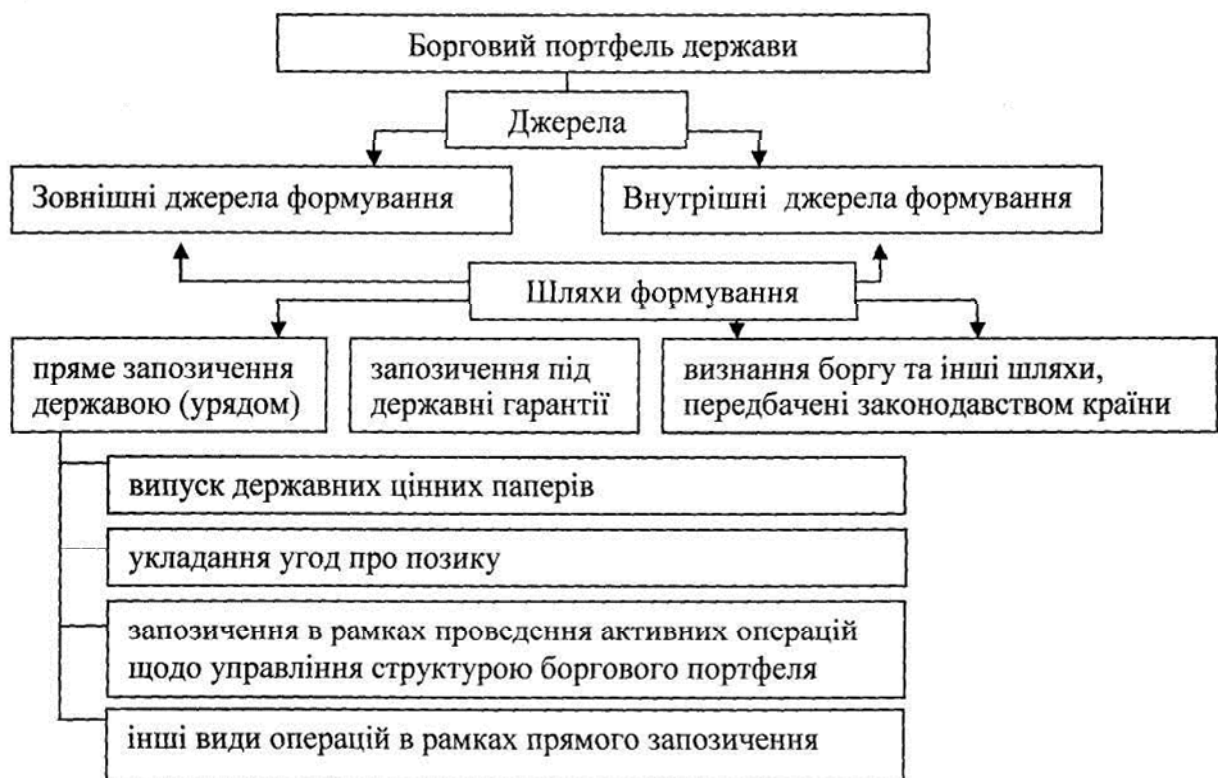 Борговий портфель держави
Джерела
Зовнішні джерела формування
Внутрішні джерела формування
Шляхи формування
пряме запозичення
державою (урядом)
запозичення під
державні гарантії
визнання боргу та інші шляхи,
передбачені законодавством країни
випуск державних цінних паперів
укладання угод про позику
запозичення в рамках проведення активних операцій
щодо управління структурою боргового портфеля
інші види операцій в рамках прямого запозичення